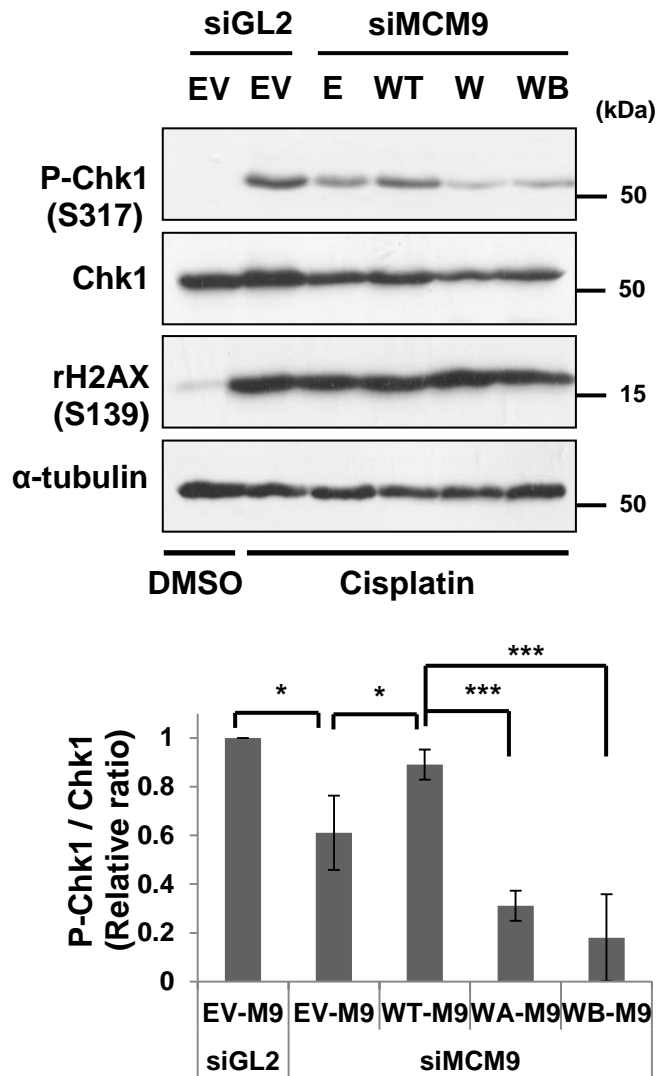 siGL2 siMCM9
EV EV E WT W WB
(kDa)
P-Chk1
(S317)
50
Chk1
50
rH2AX
(S139)
15
α-tubulin
50
DMSO Cisplatin
***
* * ***
P-Chk1 / Chk1
(Relative ratio)
1
0.8
0.6
0.4
0.2
0
EV-M9 EV-M9 WT-M9 WA-M9 WB-M9
siGL2 siMCM9